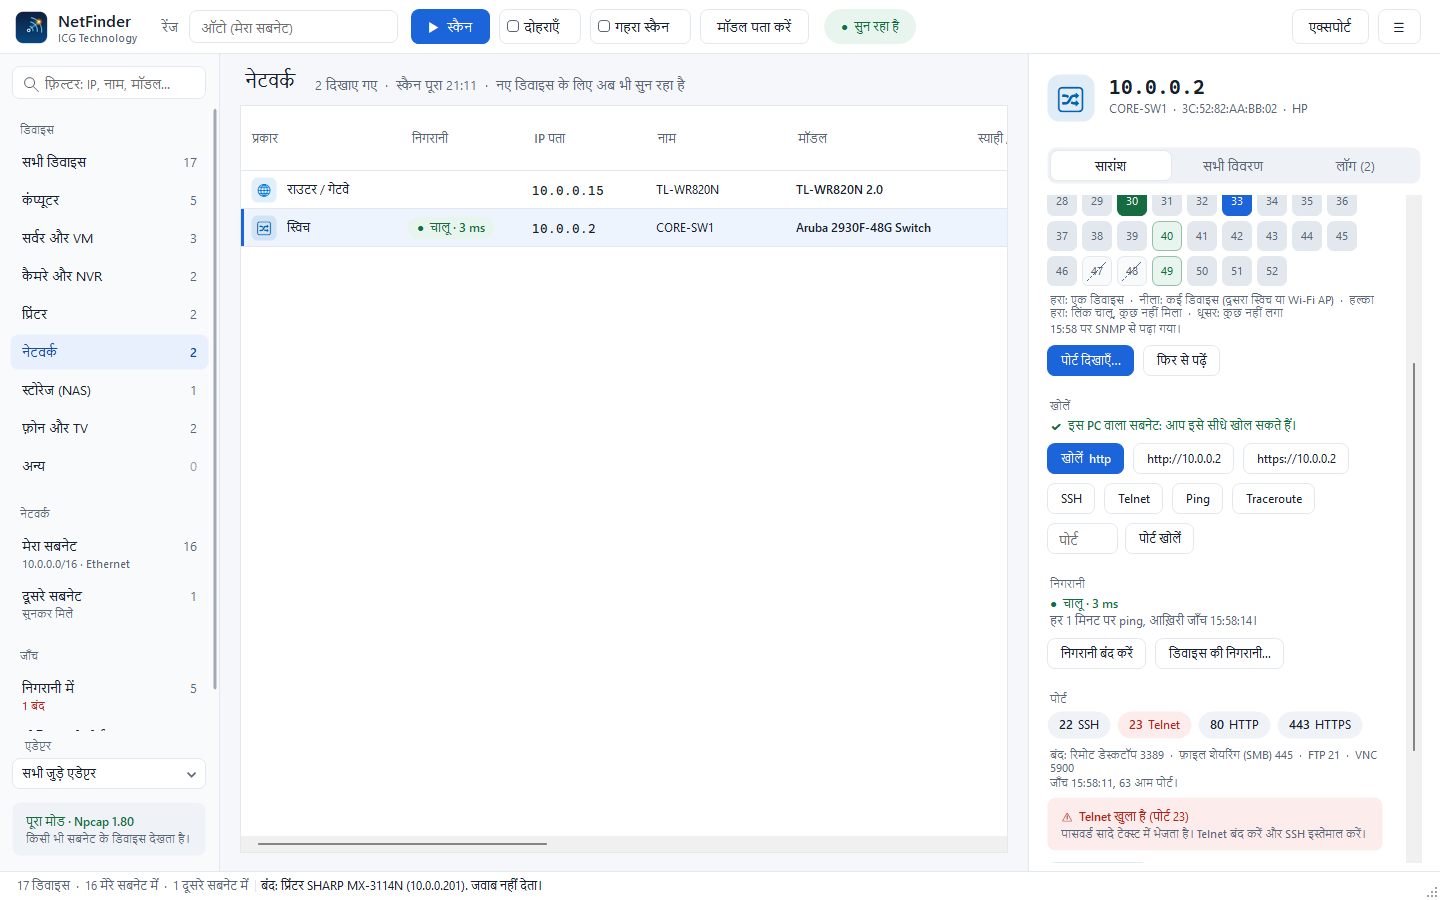 NetFinder
ICG Technology
रेंज
ऑटो (मेरा सबनेट)
स्कैन
दोहराएँ
गहरा स्कैन
मॉडल पता करें
सुन रहा है
एक्सपोर्ट
फ़िल्टर: IP, नाम, मॉडल...
डिवाइस
सभी डिवाइस 17
कंप्यूटर 5
सर्वर और VM 3
कैमरे और NVR 2
प्रिंटर 2
नेटवर्क 2
स्टोरेज (NAS) 1
फ़ोन और TV 2
अन्य 0
नेटवर्क
मेरा सबनेट 16
10.0.0.0/16 · Ethernet
दूसरे सबनेट 1
सुनकर मिले
जाँच
निगरानी में 5
1 बंद
एडेप्टर
सभी जुड़े एडेप्टर
पूरा मोड · Npcap 1.80
किसी भी सबनेट के डिवाइस देखता है।
नेटवर्क
2 दिखाए गए · स्कैन पूरा 21:11 · नए डिवाइस के लिए अब भी सुन रहा है
प्रकार निगरानी IP पता नाम मॉडल स्याही
राउटर / गेटवे 10.0.0.15 TL-WR820N TL-WR820N 2.0
स्विच चालू · 3 ms 10.0.0.2 CORE-SW1 Aruba 2930F-48G Switch
10.0.0.2
CORE-SW1 · 3C:52:82:AA:BB:02 · HP
सारांश सभी विवरण लॉग (2)
28 29 30 31 32 33 34 35 36
37 38 39 40 41 42 43 44 45
46 47 48 49 50 51 52
हरा: एक डिवाइस · नीला: कई डिवाइस (दूसरा स्विच या Wi-Fi AP) · हल्का
हरा: लिंक चालू, कुछ नहीं मिला · धूसर: कुछ नहीं लगा
15:58 पर SNMP से पढ़ा गया।
पोर्ट दिखाएँ... फिर से पढ़ें
खोलें
इस PC वाला सबनेट: आप इसे सीधे खोल सकते हैं।
खोलें http http://10.0.0.2 https://10.0.0.2
SSH Telnet Ping Traceroute
पोर्ट पोर्ट खोलें
निगरानी
चालू · 3 ms
हर 1 मिनट पर ping, आख़िरी जाँच 15:58:14।
निगरानी बंद करें डिवाइस की निगरानी...
पोर्ट
22 SSH 23 Telnet 80 HTTP 443 HTTPS
बंद: रिमोट डेस्कटॉप 3389 · फ़ाइल शेयरिंग (SMB) 445 · FTP 21 · VNC
5900
जाँच 15:58:11, 63 आम पोर्ट।
Telnet खुला है (पोर्ट 23)
पासवर्ड सादे टेक्स्ट में भेजता है। Telnet बंद करें और SSH इस्तेमाल करें।
17 डिवाइस · 16 मेरे सबनेट में · 1 दूसरे सबनेट में बंद: प्रिंटर SHARP MX-3114N (10.0.0.201). जवाब नहीं देता।